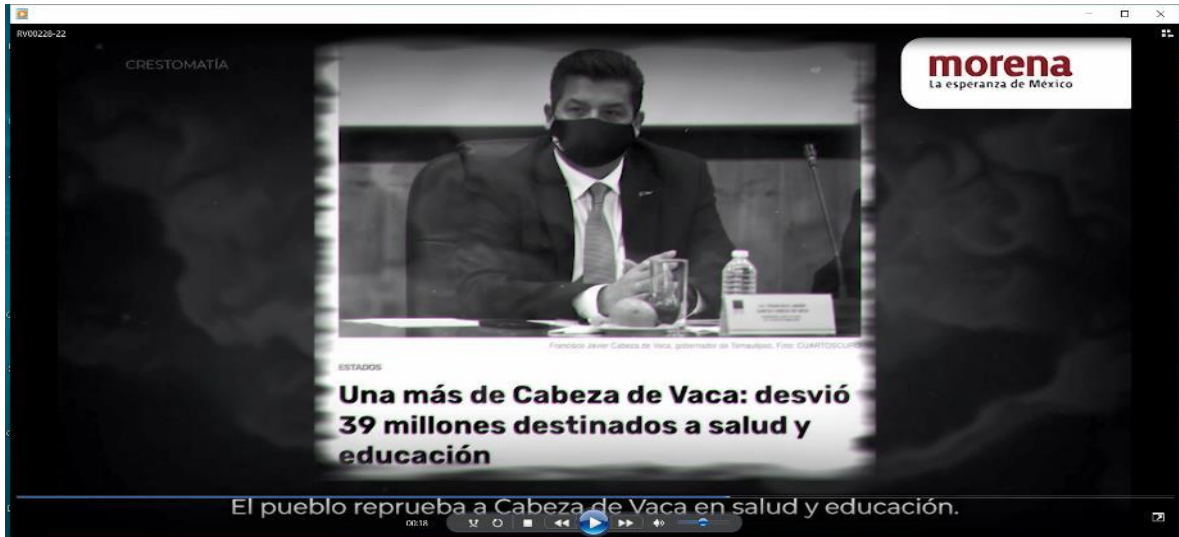 RV00228-22
CRESTOMATÍA
morena
La esperanza de México
Francisco Javier Cabeza de Vaca, gobernador de Tamaulipas. Foto: CUARTOSCURO
ESTADOS
Una más de Cabeza de Vaca: desvió
39 millones destinados a salud y
educación
El pueblo reprueba a Cabeza de Vaca en salud y educación.
00:18